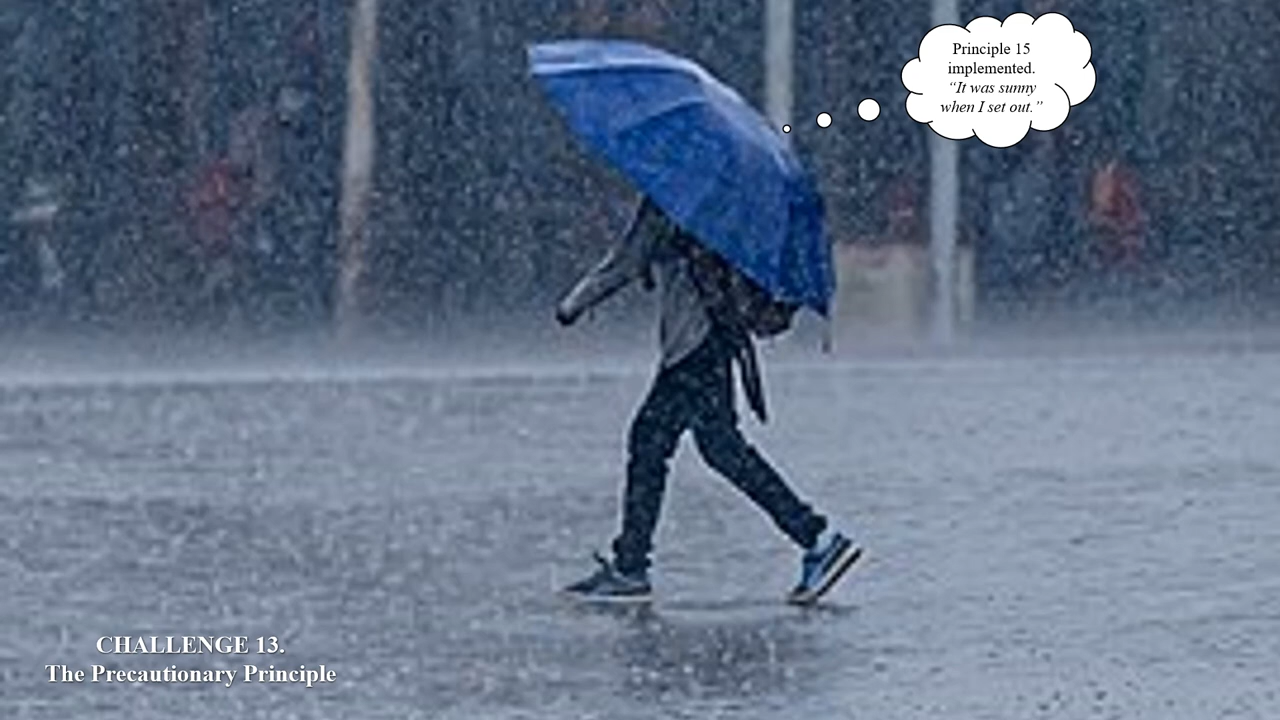 Principle 15
implemented.
“It was sunny
when I set out.”
CHALLENGE 13.
The Precautionary Principle